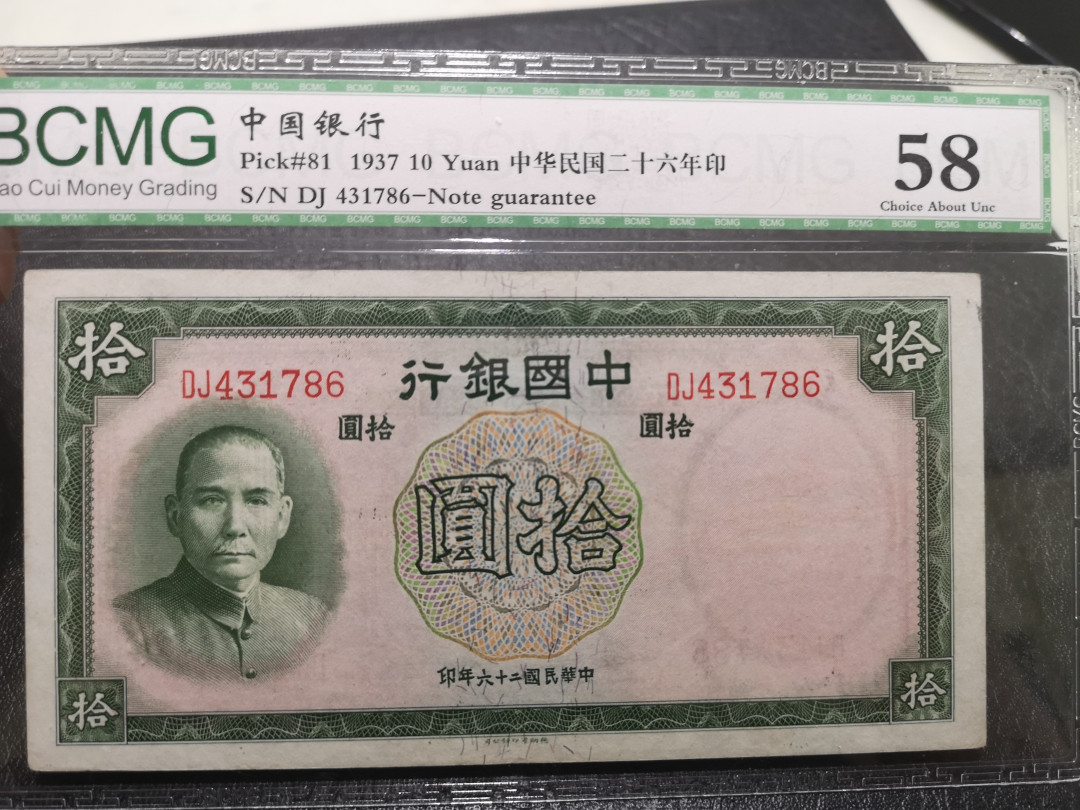 BCMG
BCMG
BCMG
ao Cui Money Grading
中国银行
Pick#81 1937 10 Yuan 中华民国二十六年印
S/N DJ 431786-Note guarantee
58
Choice About Unc
拾
拾
行銀國中
DJ431786
DJ431786
圓拾
圓拾
圓拾
印年六十二國民華中
拾
拾